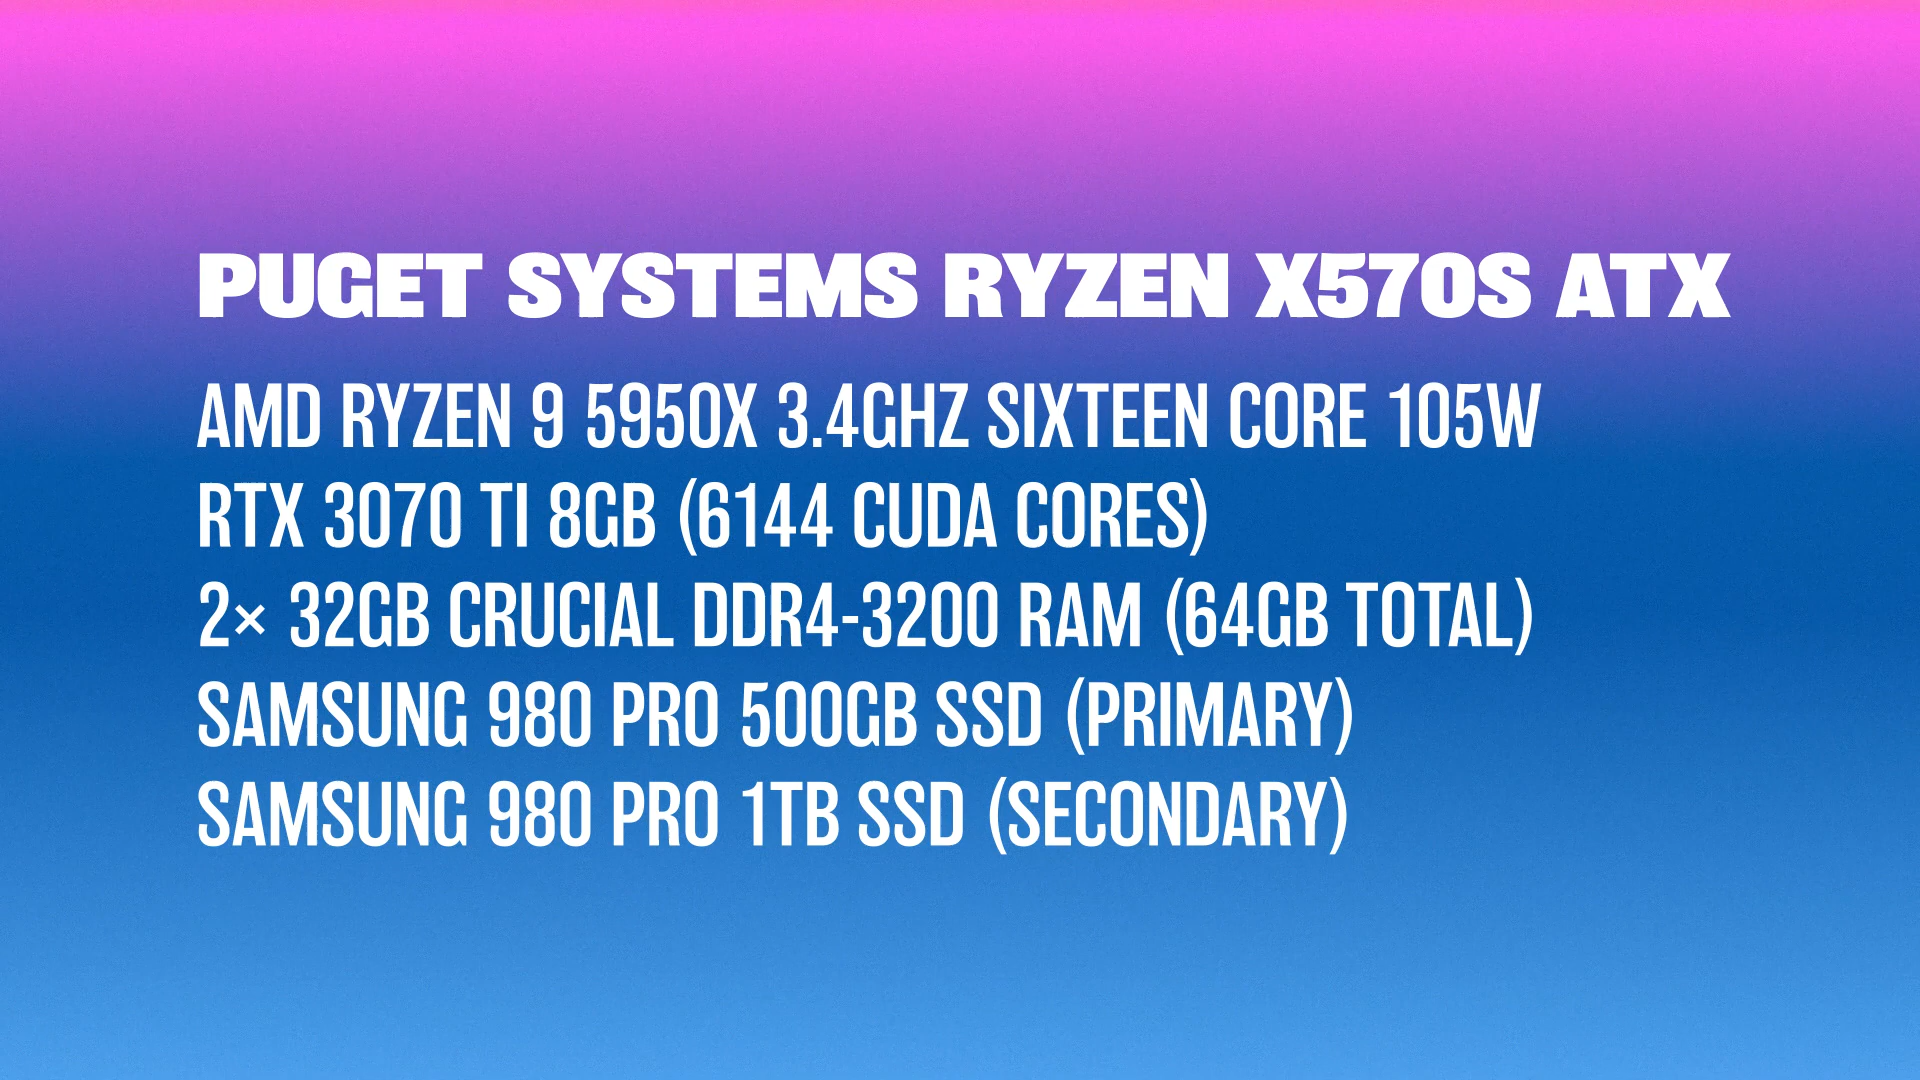 PUGET SYSTEMS RYZEN X570S ATX
AMD RYZEN 9 5950X 3.4GHZ SIXTEEN CORE 105W
RTX 3070 TI 8GB (6144 CUDA CORES)
2× 32GB CRUCIAL DDR4-3200 RAM (64GB TOTAL)
SAMSUNG 980 PRO 500GB SSD (PRIMARY)
SAMSUNG 980 PRO 1TB SSD (SECONDARY)